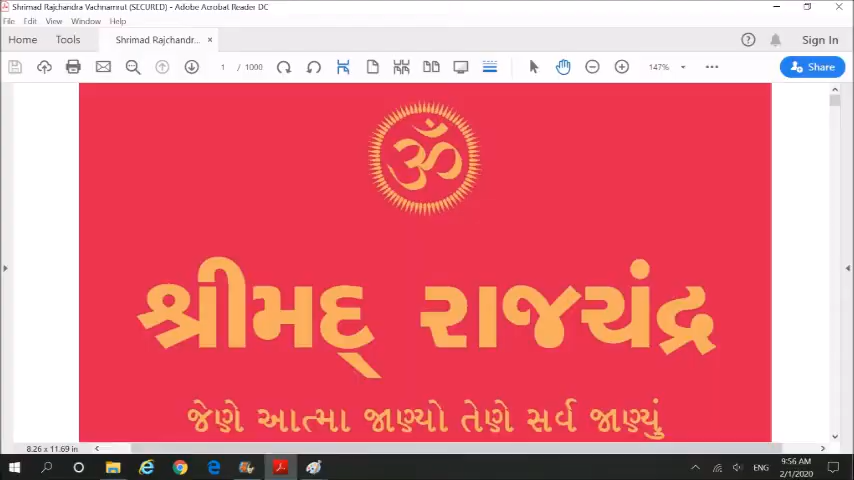 Shrimad Rajchandra Vachnamrut (SECURED) - Adobe Acrobat Reader DC
File Edit View Window Help
Home Tools Shrimad Rajchandr... × Sign In
1 / 1000 147% Share
ૐ
શ્રીમદ્ રાજચંદ્ર
જેણે આત્મા જાણ્યો તેણે સર્વ જાણ્યું
8.26 x 11.69 in
ENG 9:56 AM
2/1/2020